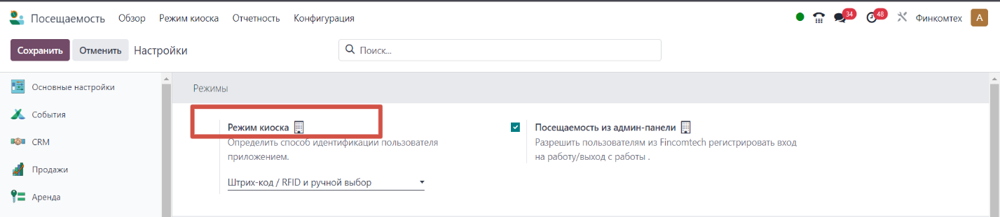 Посещаемость Обзор Режим киоска Отчетность Конфигурация 34 48 Финкомтех A
Сохранить Отменить Настройки Поиск...
Основные настройки
События
CRM
Продажи
Аренда
Режимы
Режим киоска
Определить способ идентификации пользователя
приложением.
Штрих-код / RFID и ручной выбор
Посещаемость из админ-панели
Разрешить пользователям из Fincomtech регистрировать вход
на работу/выход с работы .